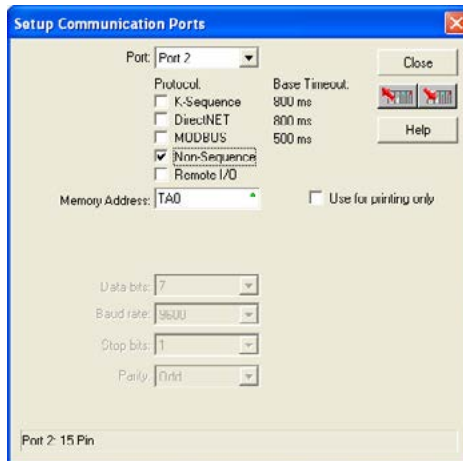 Setup Communication Ports
Port: Port 2
Close
Protocol: Base Timeout:
K-Sequence 800 ms
DirectNET 800 ms
MODBUS 500 ms
Help
Non-Sequence
Remote I/O
Memory Address: TA0 Use for printing only
Data bits: 7
Baud rate: 9600
Stop bits: 1
Parity: Odd
Port 2: 15 Pin